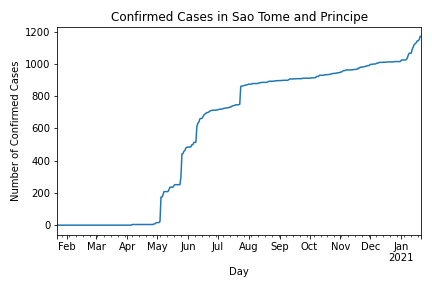 Confirmed Cases in Sao Tome and Principe
Number of Confirmed Cases
1200
1000
800
600
400
200
0
Feb Mar Apr May Jun Jul Aug Sep Oct Nov Dec Jan
2021
Day